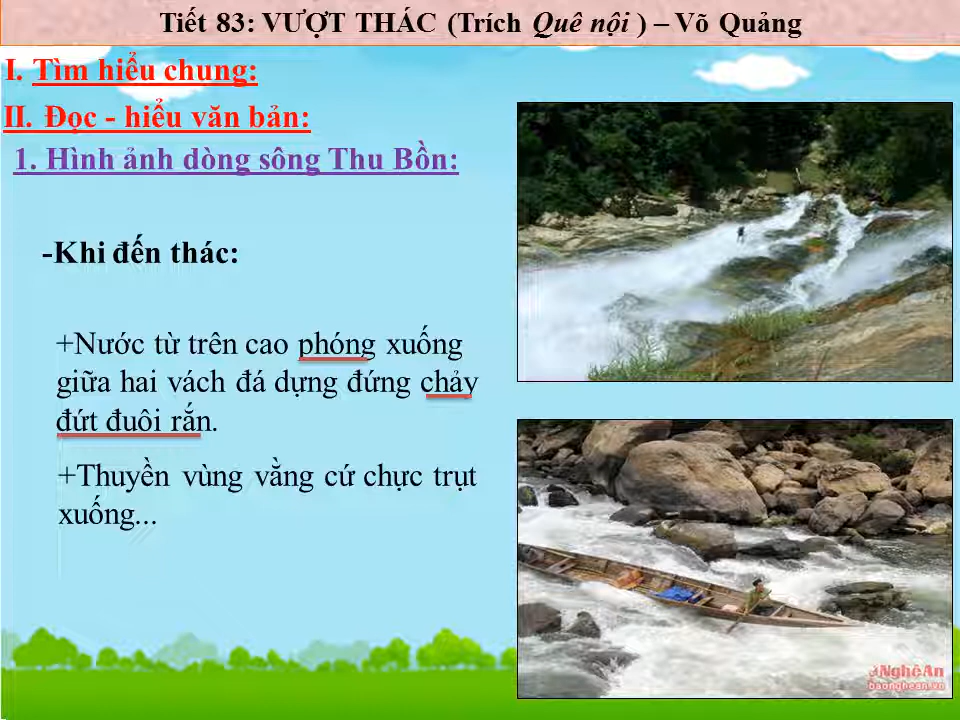 Tiết 83: VƯỢT THÁC (Trích Quê nội ) – Võ Quảng
I. Tìm hiểu chung:
II. Đọc - hiểu văn bản:
1. Hình ảnh dòng sông Thu Bồn:
-Khi đến thác:
+Nước từ trên cao phóng xuống
giữa hai vách đá dựng đứng chảy
đứt đuôi rắn.
+Thuyền vùng vằng cứ chực trụt
xuống...
NghệAn
baonghean.vn